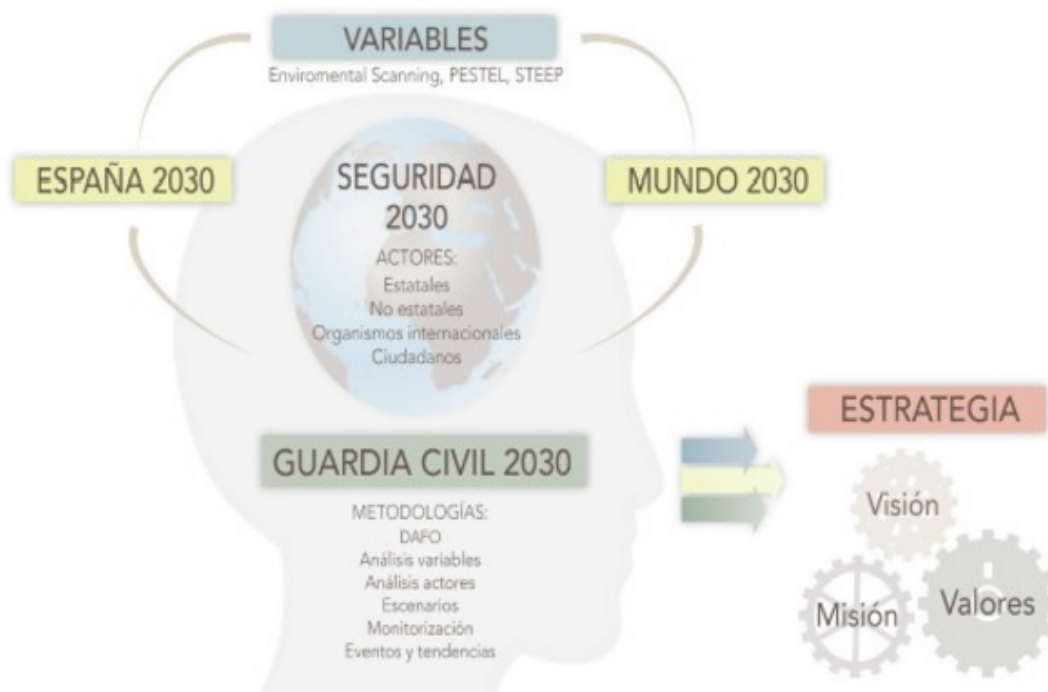 VARIABLES
Enviromental Scanning, PESTEL, STEEP
ESPAÑA 2030
SEGURIDAD
2030
MUNDO 2030
ACTORES:
Estatales
No estatales
Organismos internacionales
Ciudadanos
GUARDIA CIVIL 2030
METODOLOGÍAS:
DAFO
Análisis variables
Análisis actores
Escenarios
Monitorización
Eventos y tendencias
ESTRATEGIA
Visión
Misión
Valores